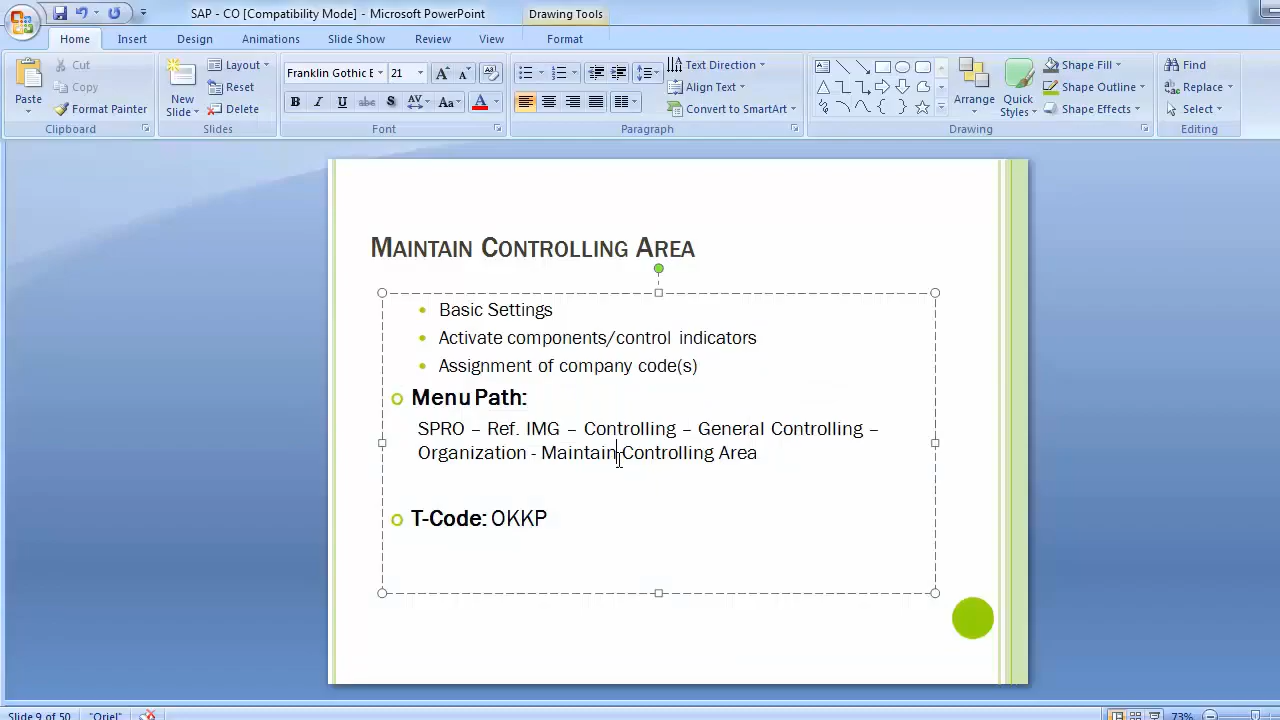 SAP - CO [Compatibility Mode] - Microsoft PowerPoint
Drawing Tools
Home Insert Design Animations Slide Show Review View Format
Paste
Cut
Copy
Format Painter
Clipboard
New Slide
Layout
Reset
Delete
Slides
Franklin Gothic E 21
B I U abc S AV Aa A
Font
Text Direction
Align Text
Convert to SmartArt
Paragraph
Arrange
Quick Styles
Shape Fill
Shape Outline
Shape Effects
Drawing
Find
Replace
Select
Editing
MAINTAIN CONTROLLING AREA
• Basic Settings
• Activate components/control indicators
• Assignment of company code(s)
Menu Path:
SPRO – Ref. IMG – Controlling – General Controlling –
Organization - Maintain Controlling Area
T-Code: OKKP
Slide 9 of 50 "Oriel" 73%